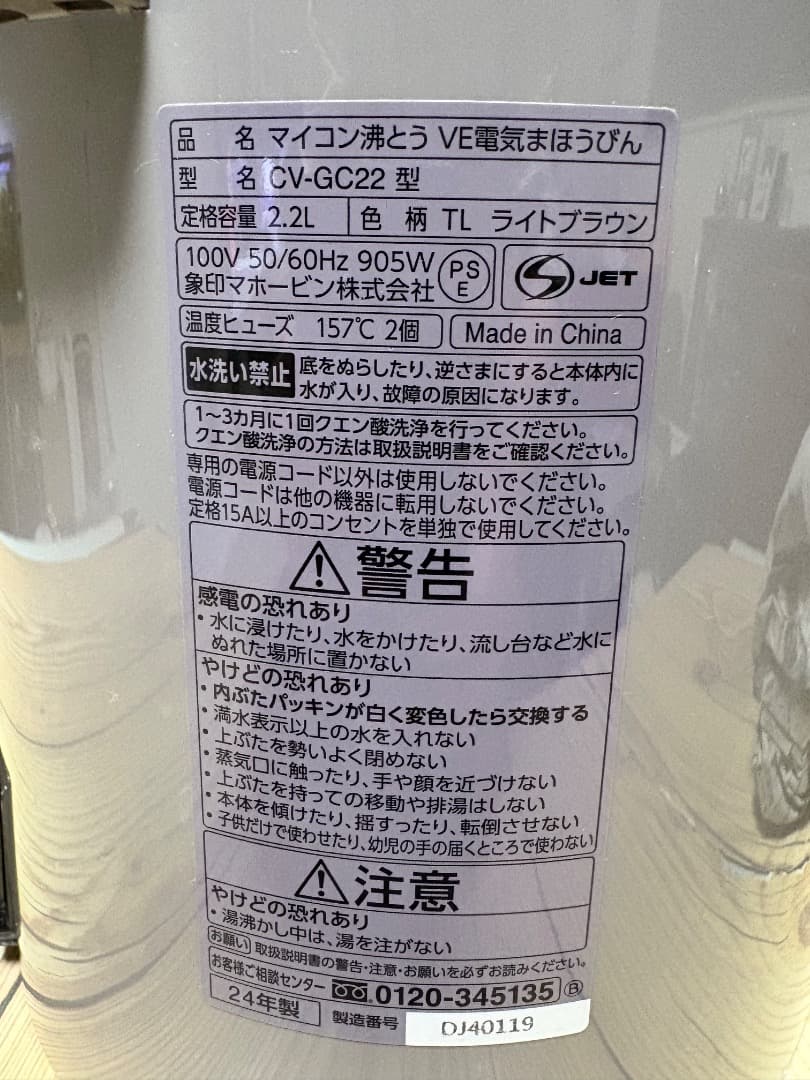 品 名 マイコン沸とう VE電気まほうびん
型 名 CV-GC22 型
定格容量 2.2L 色 柄 TL ライトブラウン
100V 50/60Hz 905W
象印マホービン株式会社
PS
E
JET
温度ヒューズ 157℃ 2個
Made in China
水洗い禁止
底をぬらしたり、逆さまにすると本体内に
水が入り、故障の原因になります。
1〜3カ月に1回クエン酸洗浄を行ってください。
クエン酸洗浄の方法は取扱説明書をご確認ください。
専用の電源コード以外は使用しないでください。
電源コードは他の機器に転用しないでください。
定格15A以上のコンセントを単独で使用してください。
警告
感電の恐れあり
・水に浸けたり、水をかけたり、流し台など水に
ぬれた場所に置かない
やけどの恐れあり
・内ぶたパッキンが白く変色したら交換する
・満水表示以上の水を入れない
・上ぶたを勢いよく閉めない
・蒸気口に触ったり、手や顔を近づけない
・上ぶたを持っての移動や排湯はしない
・本体を傾けたり、揺すったり、転倒させない
・子供だけで使わせたり、幼児の手の届くところで使わない
注意
やけどの恐れあり
・湯沸かし中は、湯を注がない
お願い 取扱説明書の警告・注意・お願いを必ずお読みください。
お客様ご相談センター 0120-345135 B
24年製 製造番号 DJ40119